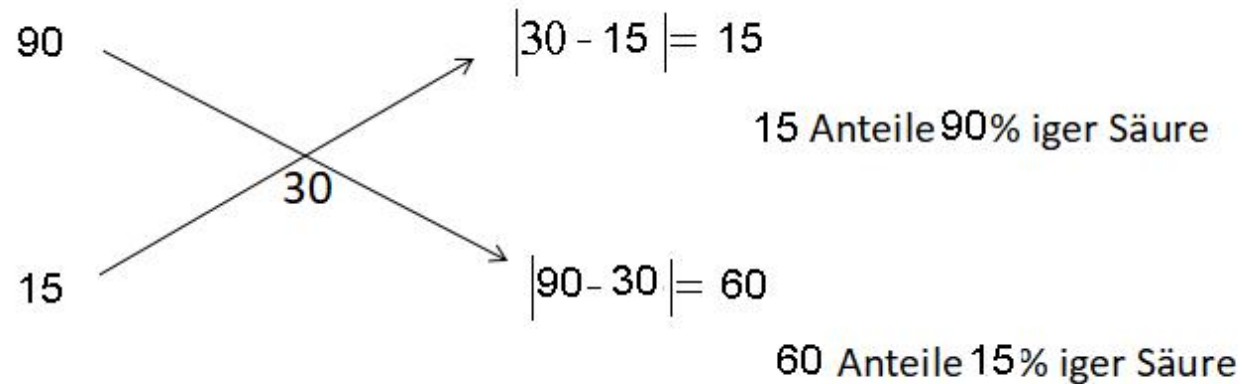 90
|30 - 15| = 15
15 Anteile 90% iger Säure
30
15
|90 - 30| = 60
60 Anteile 15% iger Säure